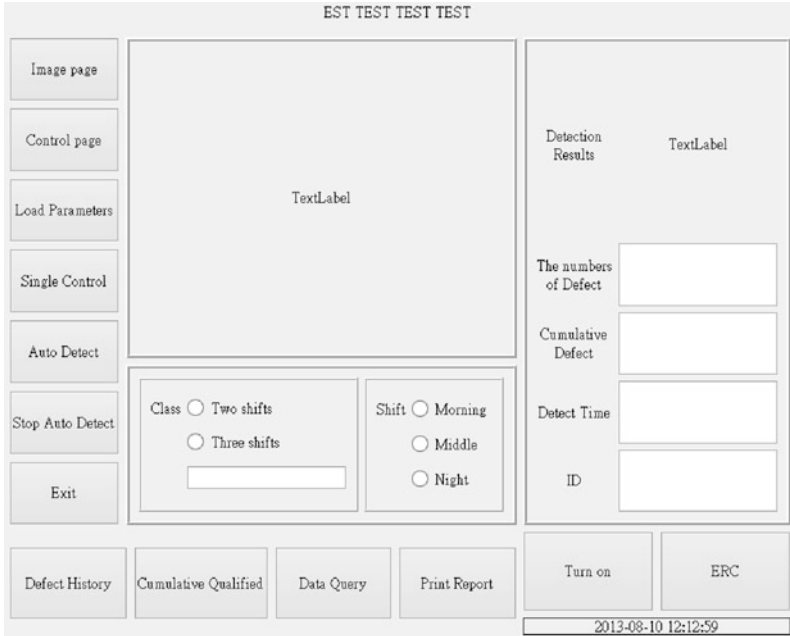 EST TEST TEST TEST
Image page
Control page
Load Parameters
Single Control
Auto Detect
Stop Auto Detect
Exit
TextLabel
Class
Two shifts
Three shifts
Shift
Morning
Middle
Night
Detection
Results
TextLabel
The numbers
of Defect
Cumulative
Defect
Detect Time
ID
Defect History
Cumulative Qualified
Data Query
Print Report
Turn on
ERC
2013-08-10 12:12:59